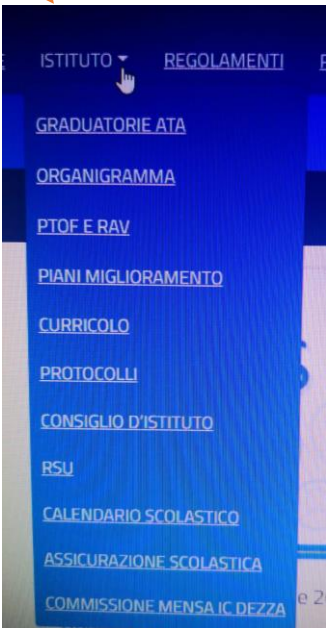 ISTITUTO REGOLAMENTI
GRADUATORIE ATA
ORGANIGRAMMA
PTOF E RAV
PIANI MIGLIORAMENTO
CURRICOLO
PROTOCOLLI
CONSIGLIO D'ISTITUTO
RSU
CALENDARIO SCOLASTICO
ASSICURAZIONE SCOLASTICA
COMMISSIONE MENSA IC DEZZA